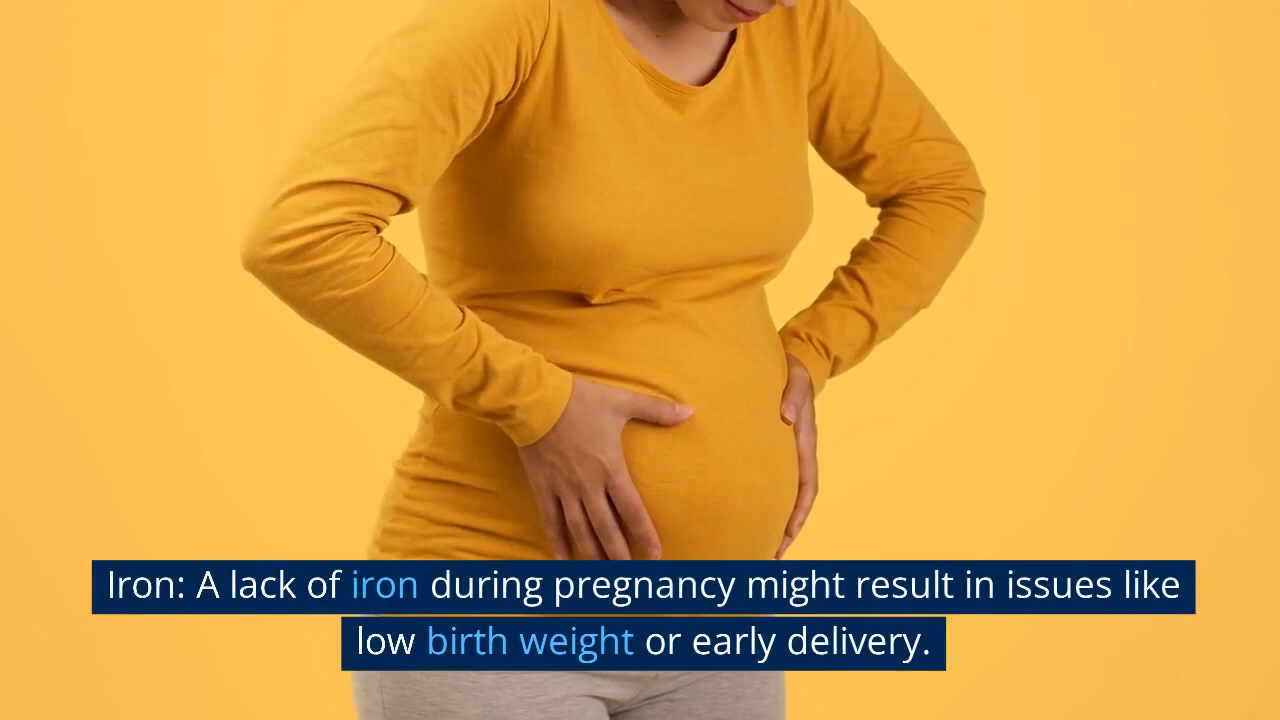 Iron: A lack of iron during pregnancy might result in issues like
low birth weight or early delivery.